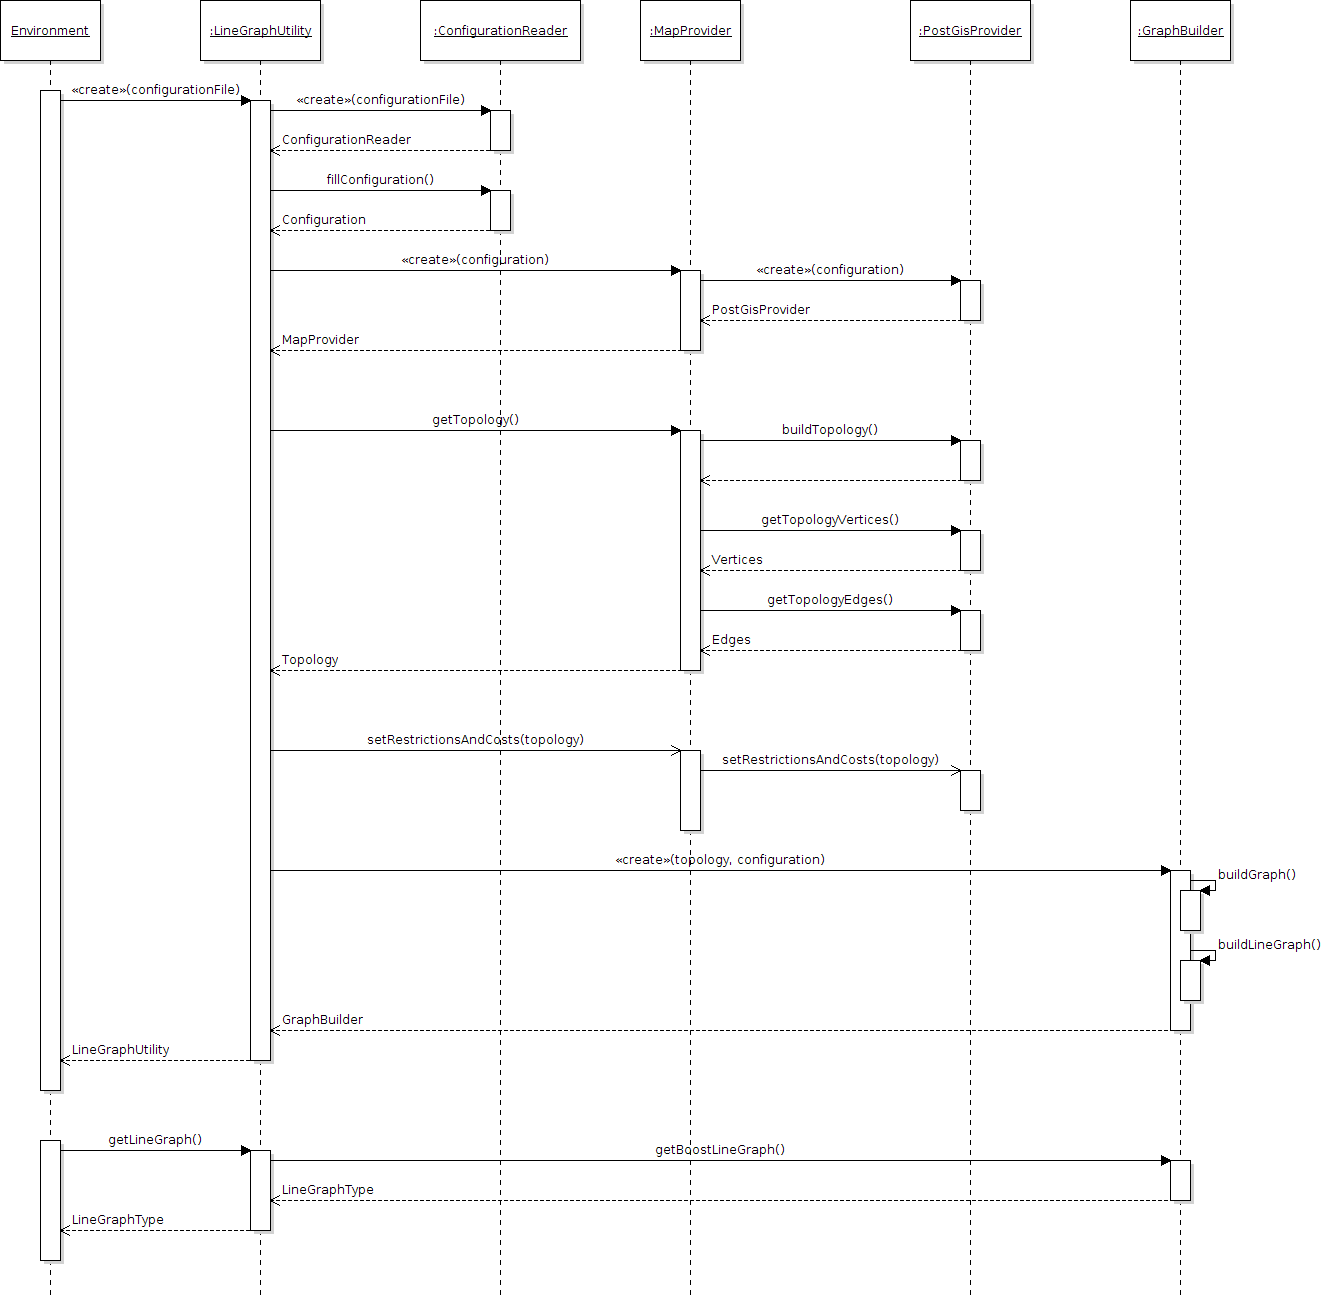 Environment
:LineGraphUtility
:ConfigurationReader
:MapProvider
:PostGisProvider
:GraphBuilder
«create»(configurationFile)
«create»(configurationFile)
ConfigurationReader
fillConfiguration()
Configuration
«create»(configuration)
«create»(configuration)
PostGisProvider
MapProvider
getTopology()
buildTopology()
getTopologyVertices()
Vertices
getTopologyEdges()
Edges
Topology
setRestrictionsAndCosts(topology)
setRestrictionsAndCosts(topology)
«create»(topology, configuration)
buildGraph()
buildLineGraph()
GraphBuilder
LineGraphUtility
getLineGraph()
getBoostLineGraph()
LineGraphType
LineGraphType